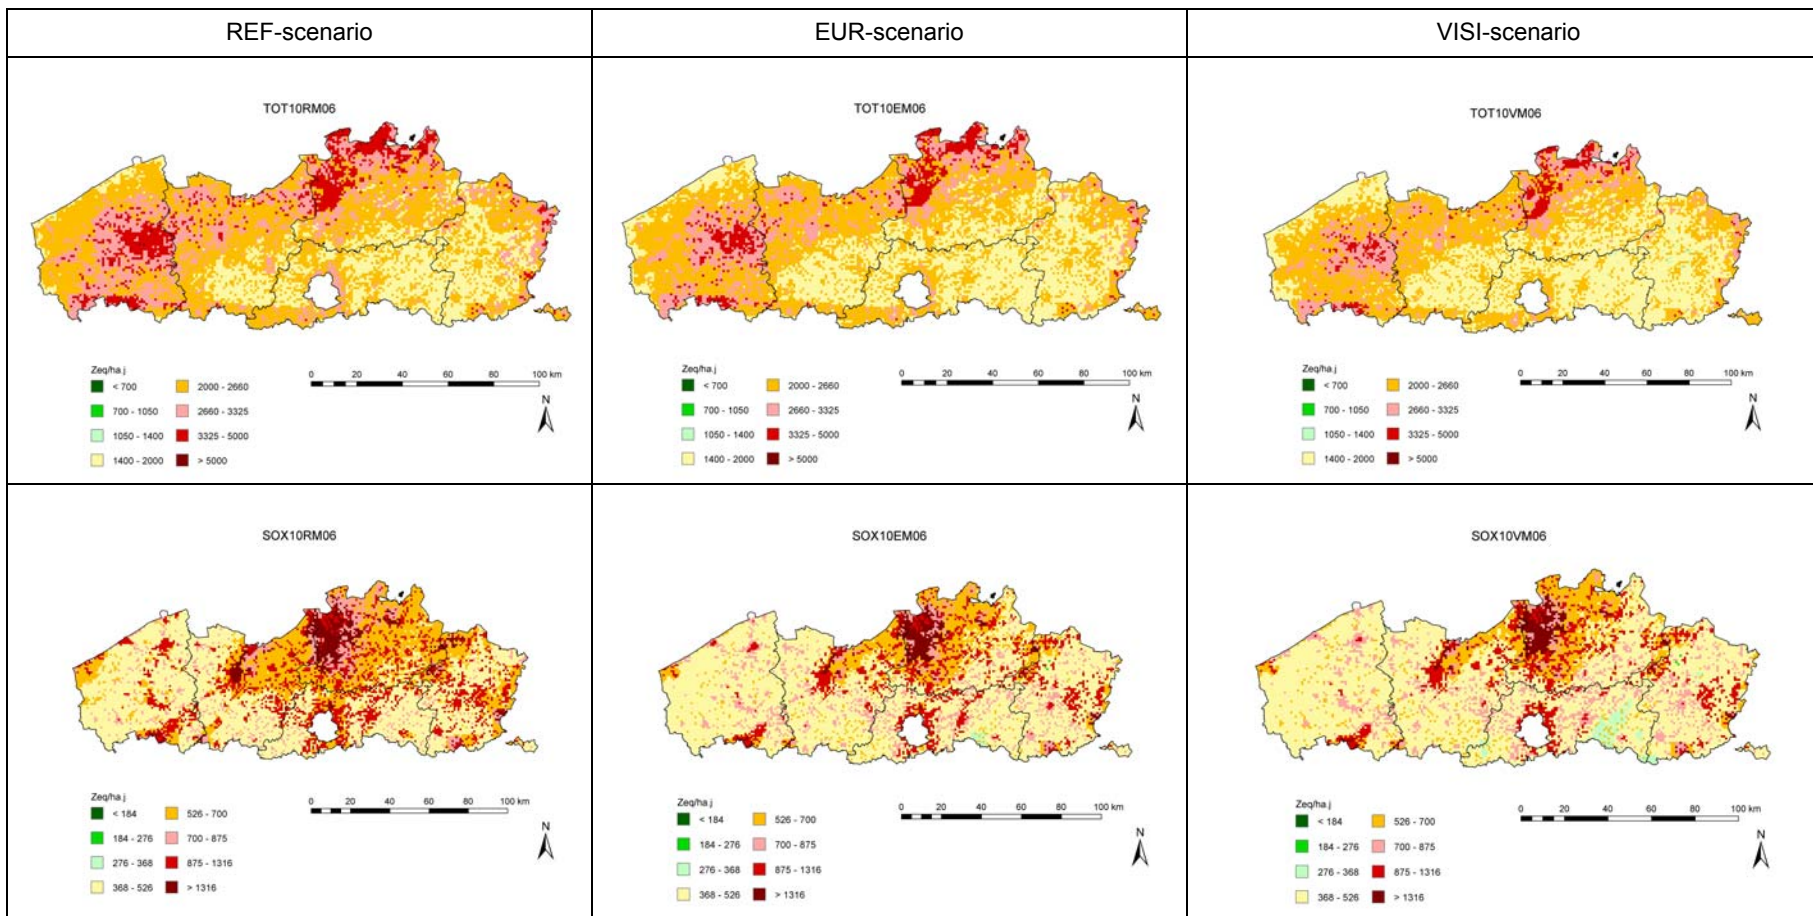 REF-scenario
EUR-scenario
VISI-scenario
TOT10RM06
Zeq/ha.j
< 700
700 - 1050
1050 - 1400
1400 - 2000
2000 - 2660
2660 - 3325
3325 - 5000
> 5000
0 20 40 60 80 100 km
N
TOT10EM06
Zeq/ha.j
< 700
700 - 1050
1050 - 1400
1400 - 2000
2000 - 2660
2660 - 3325
3325 - 5000
> 5000
0 20 40 60 80 100 km
N
TOT10VM06
Zeq/ha.j
< 700
700 - 1050
1050 - 1400
1400 - 2000
2000 - 2660
2660 - 3325
3325 - 5000
> 5000
0 20 40 60 80 100 km
N
SOX10RM06
Zeq/ha.j
< 184
184 - 276
276 - 368
368 - 526
526 - 700
700 - 875
875 - 1316
> 1316
0 20 40 60 80 100 km
N
SOX10EM06
Zeq/ha.j
< 184
184 - 276
276 - 368
368 - 526
526 - 700
700 - 875
875 - 1316
> 1316
0 20 40 60 80 100 km
N
SOX10VM06
Zeq/ha.j
< 184
184 - 276
276 - 368
368 - 526
526 - 700
700 - 875
875 - 1316
> 1316
0 20 40 60 80 100 km
N